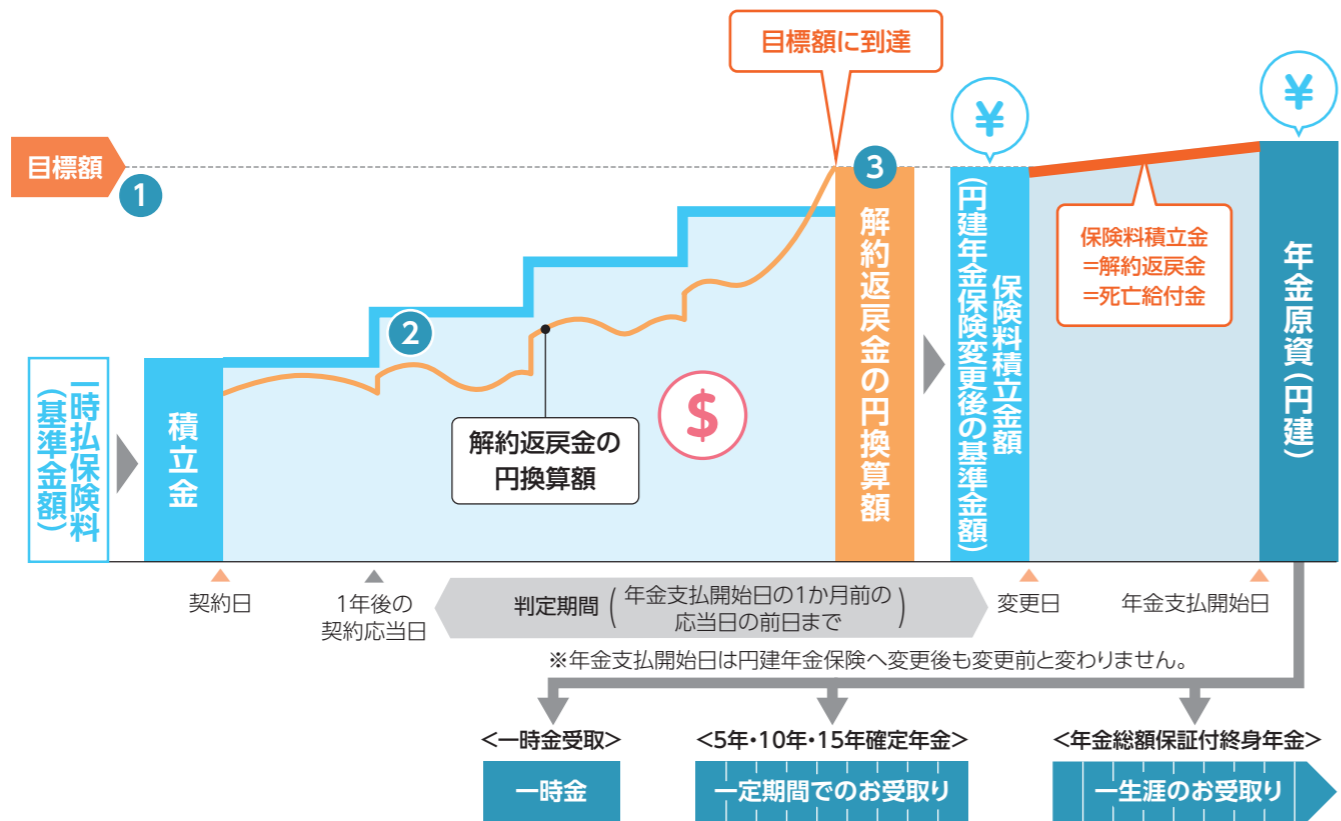 目標額に到達
¥
¥
目標額
1
3
2
一時払保険料
(基準金額)
積立金
解約返戻金の
円換算額
$
解約返戻金の円換算額
保険料積立金額
(円建年金保険変更後の基準金額)
保険料積立金
=解約返戻金
=死亡給付金
年金原資(円建)
契約日
1年後の
契約応当日
判定期間(年金支払開始日の1か月前の
応当日の前日まで)
変更日
年金支払開始日
※年金支払開始日は円建年金保険へ変更後も変更前と変わりません。
<一時金受取>
一時金
<5年・10年・15年確定年金>
一定期間でのお受取り
<年金総額保証付終身年金>
一生涯のお受取り